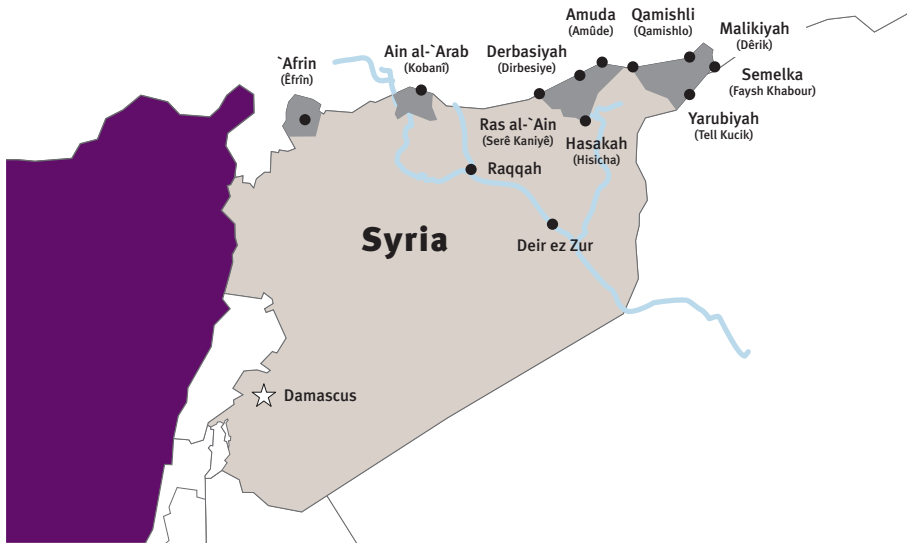 Amuda
(Amûde)
Qamishli
(Qamishlo)
Malikiyah
(Dêrik)
`Afrin
(Êfrîn)
Ain al-`Arab
(Kobanî)
Derbasiyah
(Dirbesiye)
Semelka
(Faysh Khabour)
Ras al-`Ain
(Serê Kaniyê)
Hasakah
(Hisicha)
Yarubiyah
(Tell Kucik)
Raqqah
Syria
Deir ez Zur
Damascus